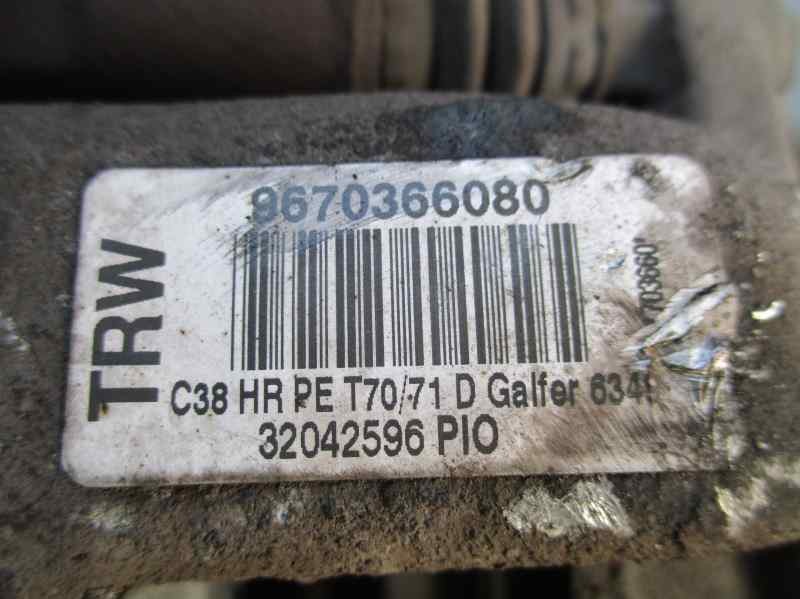 TRW
9670366080
C38 HR PE T70/71 D Galfer
32042596 PIO